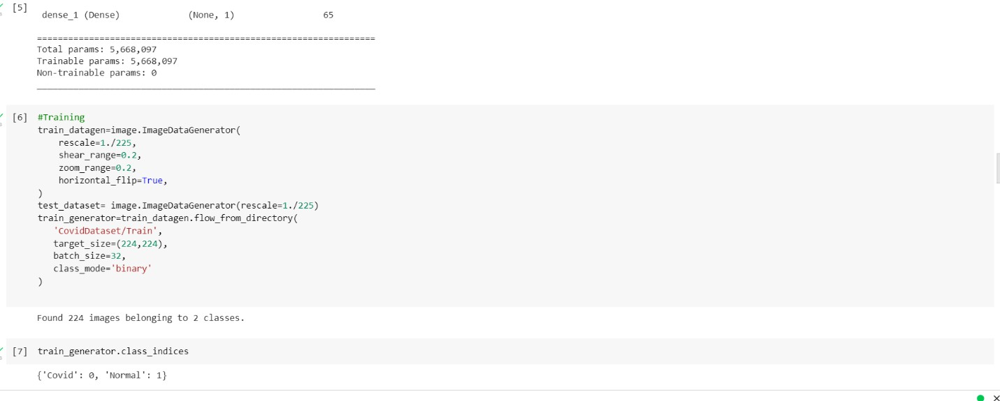 [5]
dense_1 (Dense) (None, 1) 65
=================================================================
Total params: 5,668,097
Trainable params: 5,668,097
Non-trainable params: 0
_________________________________________________________________
[6] #Training
train_datagen=image.ImageDataGenerator(
    rescale=1./225,
    shear_range=0.2,
    zoom_range=0.2,
    horizontal_flip=True,
)
test_dataset= image.ImageDataGenerator(rescale=1./225)
train_generator=train_datagen.flow_from_directory(
   'CovidDataset/Train',
   target_size=(224,224),
   batch_size=32,
   class_mode='binary'
)
Found 224 images belonging to 2 classes.
[7] train_generator.class_indices
{'Covid': 0, 'Normal': 1}